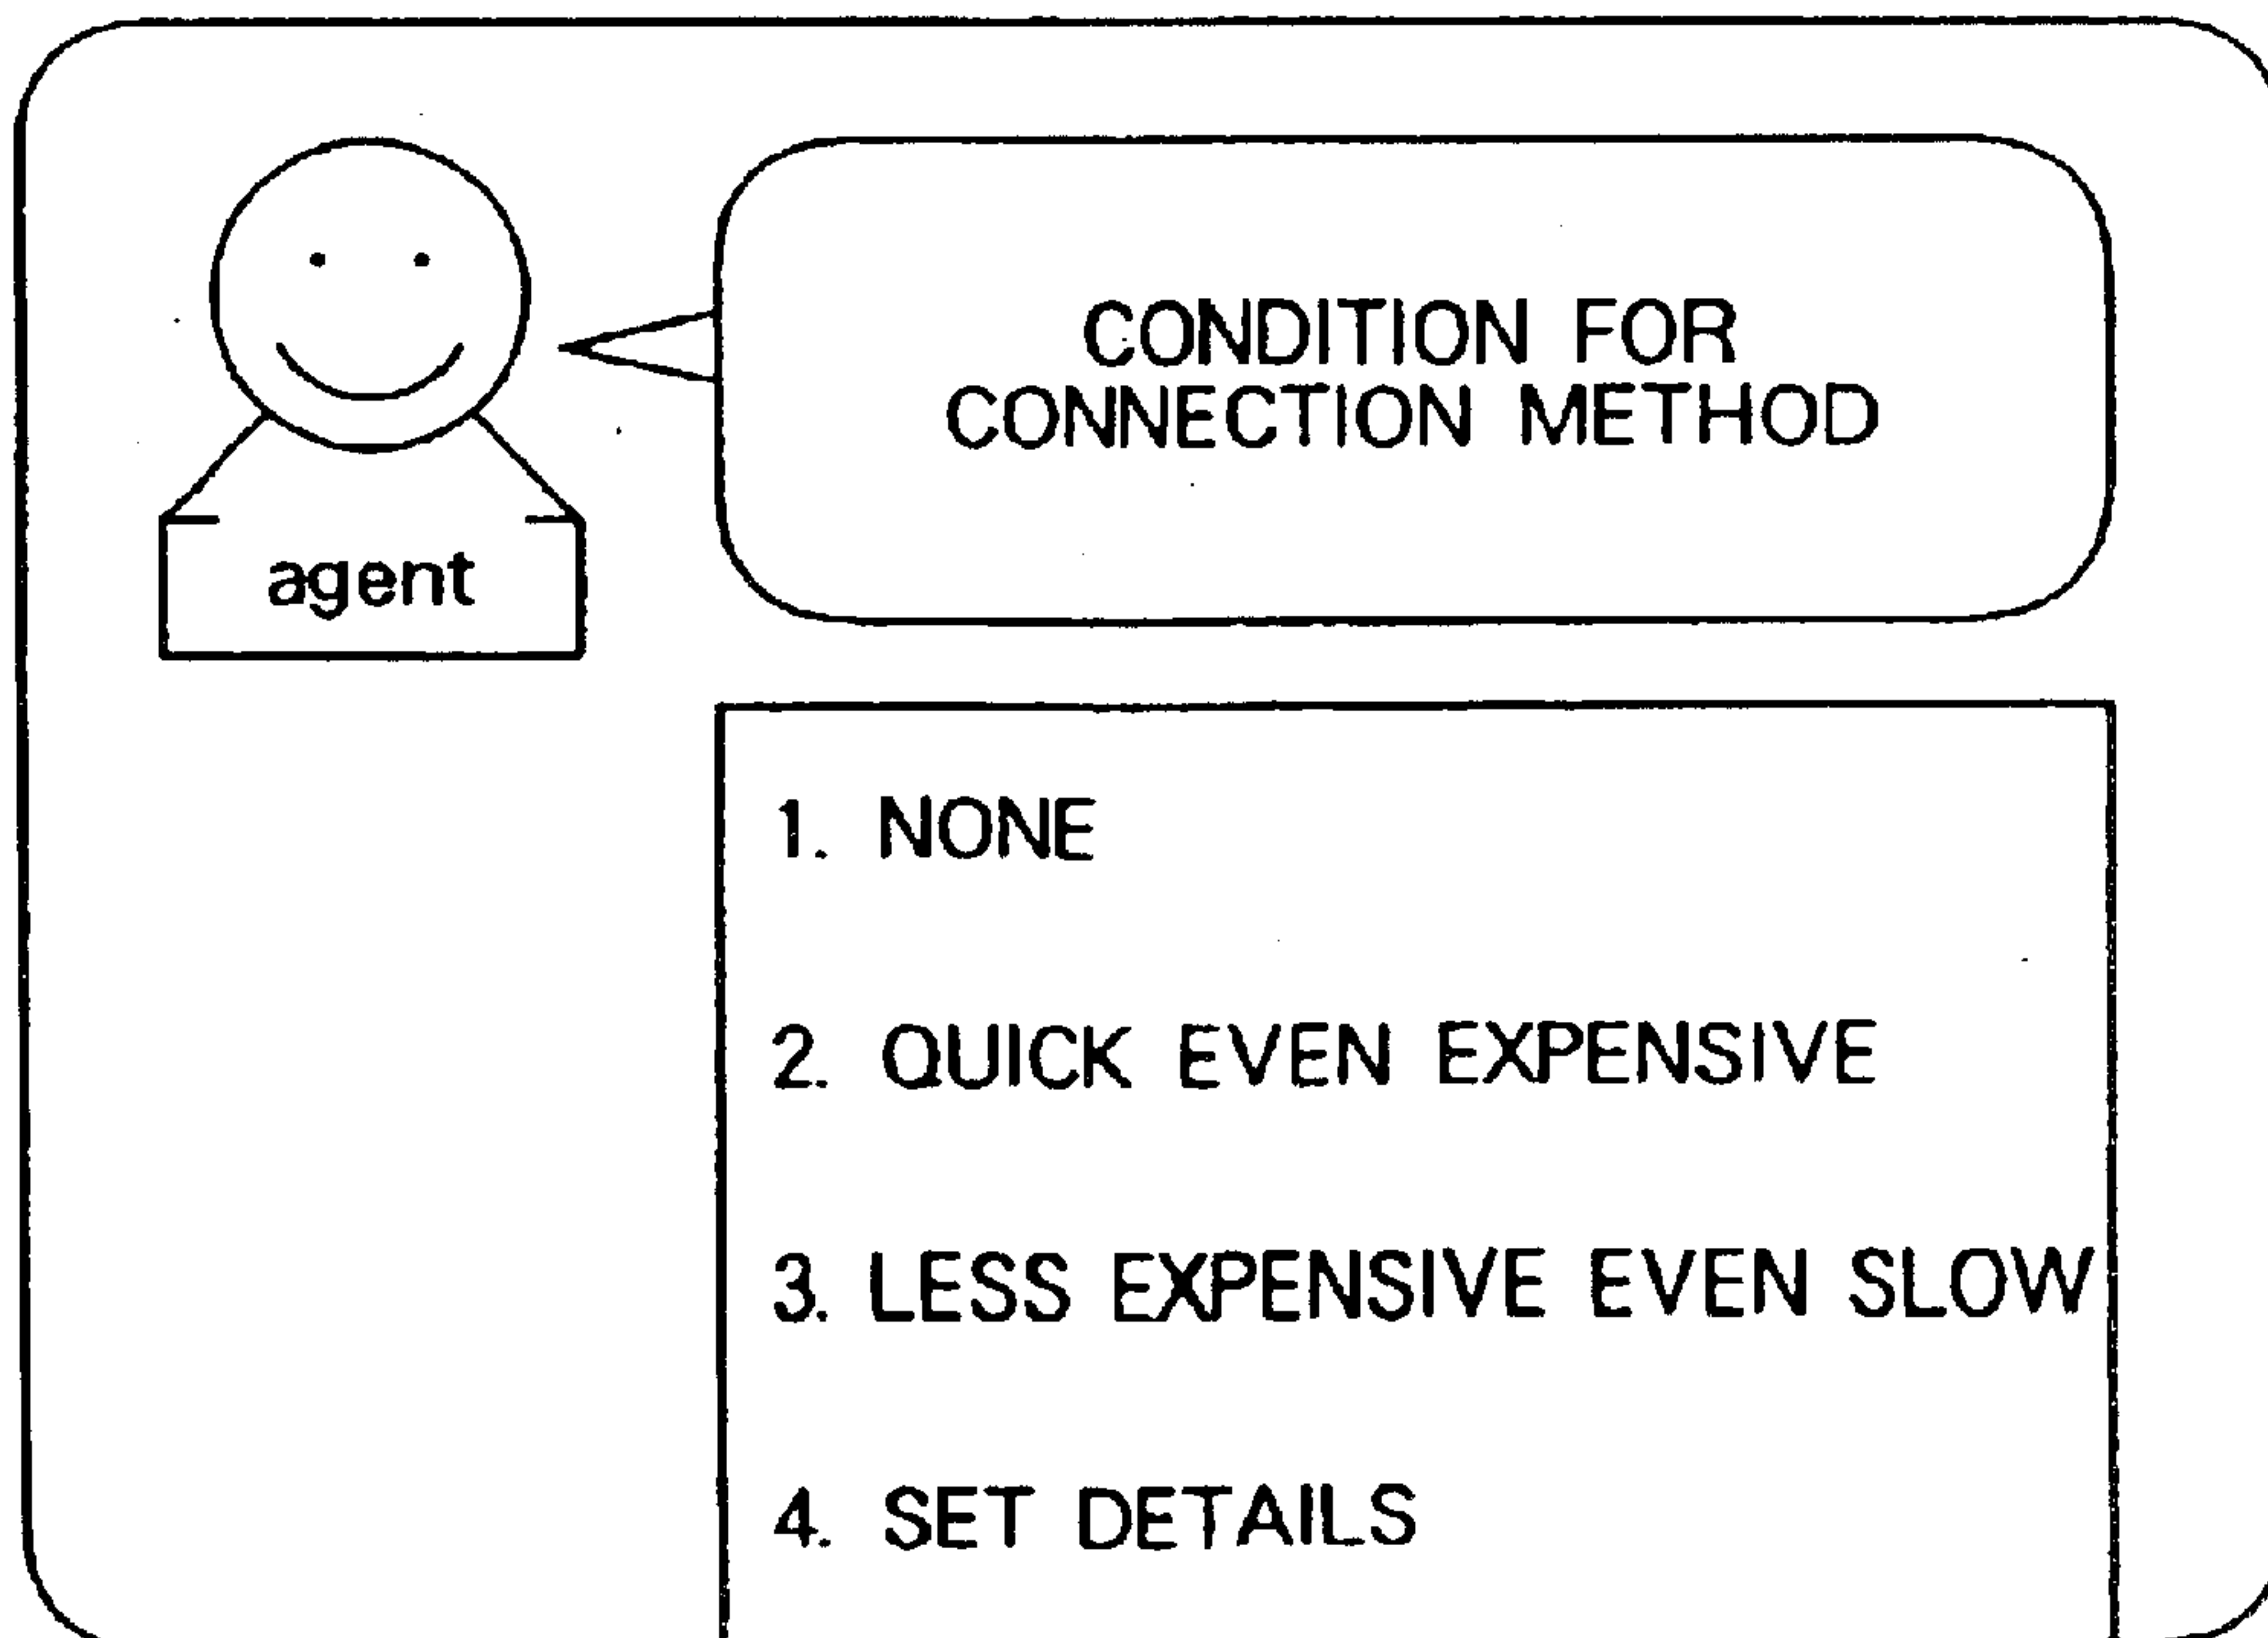 CONDITION FOR
CONNECTION METHOD
agent
1. NONE
2. QUICK EVEN EXPENSIVE
3. LESS EXPENSIVE EVEN SLOW
4. SET DETAILS